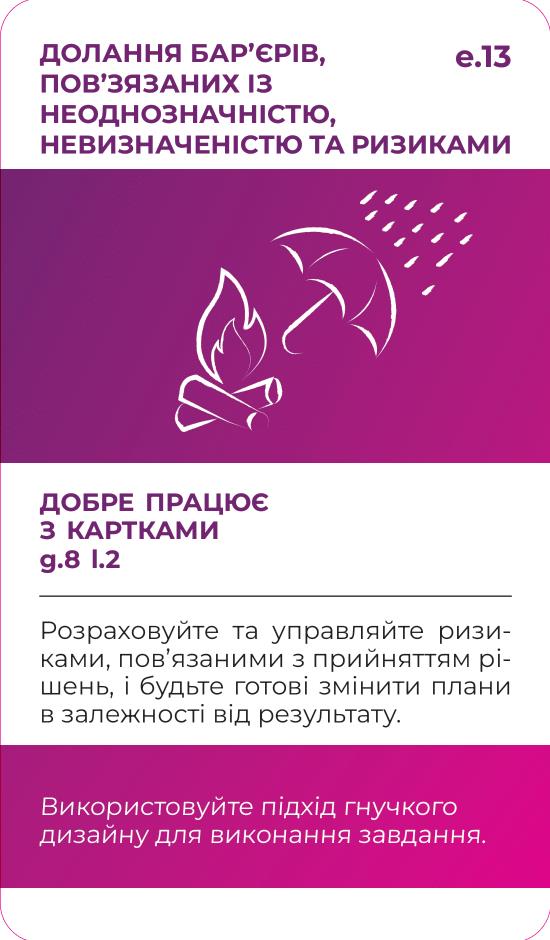 ДОЛАННЯ БАР’ЄРІВ,
ПОВ’ЗЯЗАНИХ ІЗ
НЕОДНОЗНАЧНІСТЮ,
НЕВИЗНАЧЕНІСТЮ ТА РИЗИКАМИ
e.13
ДОБРЕ ПРАЦЮЄ
З КАРТКАМИ
g.8 l.2
Розраховуйте та управляйте ризи-
ками, пов’язаними з прийняттям рі-
шень, і будьте готові змінити плани
в залежності від результату.
Використовуйте підхід гнучкого
дизайну для виконання завдання.